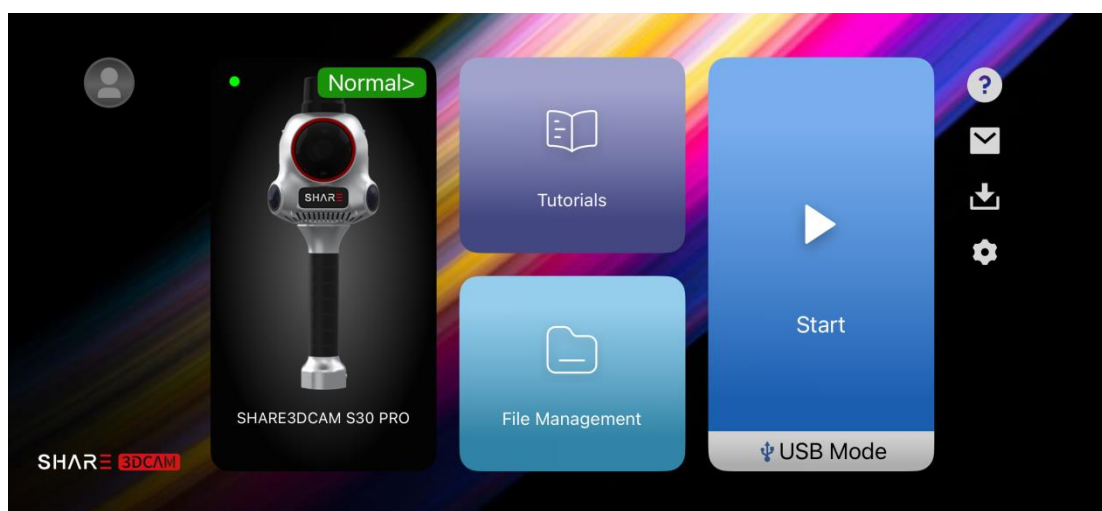 Normal>
SHARE
SHARE3DCAM S30 PRO
Tutorials
File Management
Start
USB Mode
?
SHARE 3DCAM